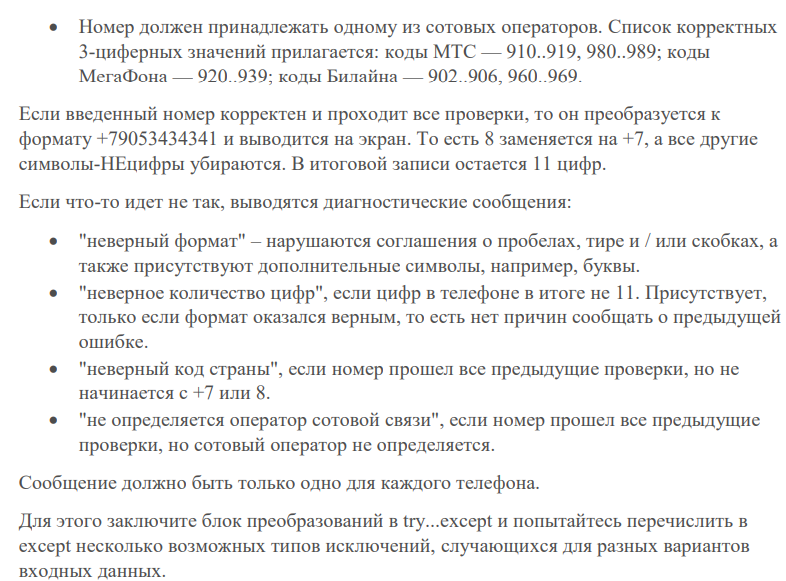 • Номер должен принадлежать одному из сотовых операторов. Список корректных
3-циферных значений прилагается: коды МТС — 910..919, 980..989; коды
МегаФона — 920..939; коды Билайна — 902..906, 960..969.
Если введенный номер корректен и проходит все проверки, то он преобразуется к
формату +79053434341 и выводится на экран. То есть 8 заменяется на +7, а все другие
символы-НЕцифры убираются. В итоговой записи остается 11 цифр.
Если что-то идет не так, выводятся диагностические сообщения:
• "неверный формат" – нарушаются соглашения о пробелах, тире и / или скобках, а
также присутствуют дополнительные символы, например, буквы.
• "неверное количество цифр", если цифр в телефоне в итоге не 11. Присутствует,
только если формат оказался верным, то есть нет причин сообщать о предыдущей
ошибке.
• "неверный код страны", если номер прошел все предыдущие проверки, но не
начинается с +7 или 8.
• "не определяется оператор сотовой связи", если номер прошел все предыдущие
проверки, но сотовый оператор не определяется.
Сообщение должно быть только одно для каждого телефона.
Для этого заключите блок преобразований в try...except и попытайтесь перечислить в
except несколько возможных типов исключений, случающихся для разных вариантов
входных данных.